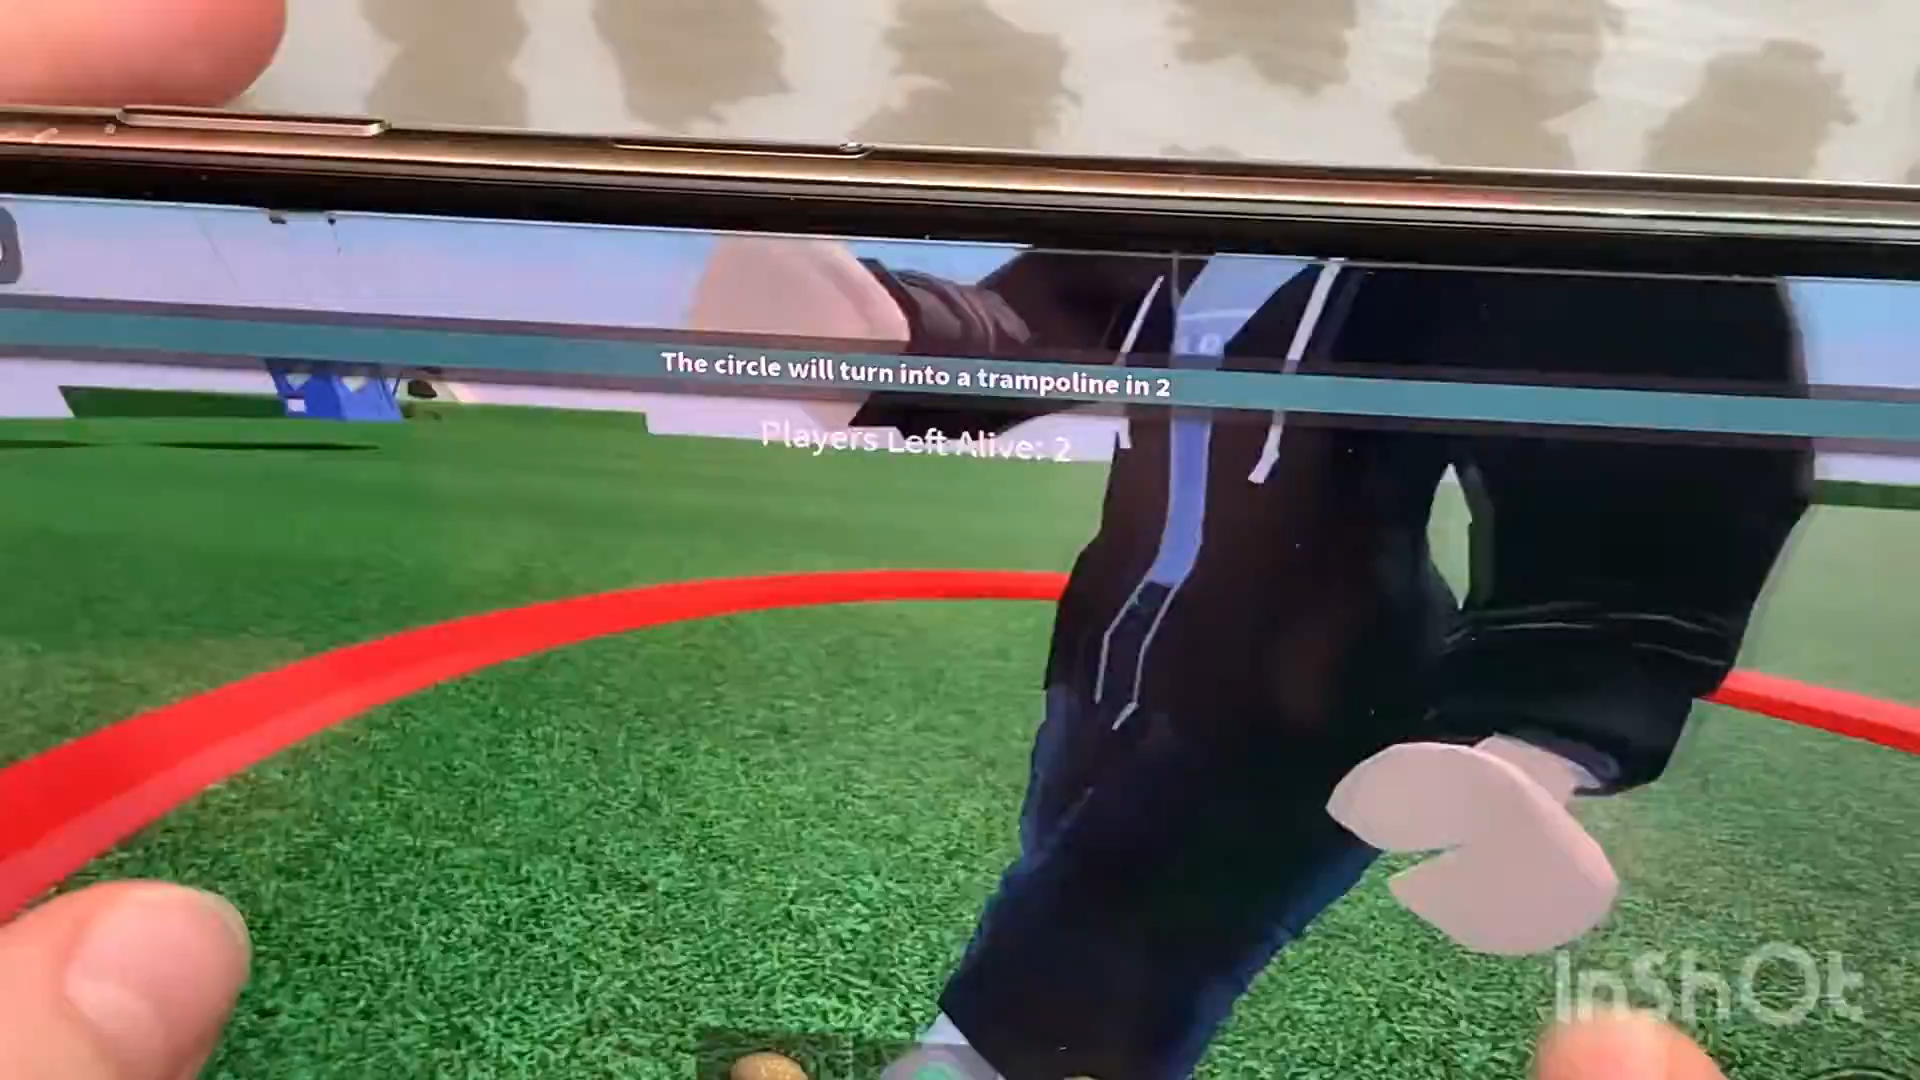 The circle will turn into a trampoline in 2
Players Left Alive: 2
InShOt